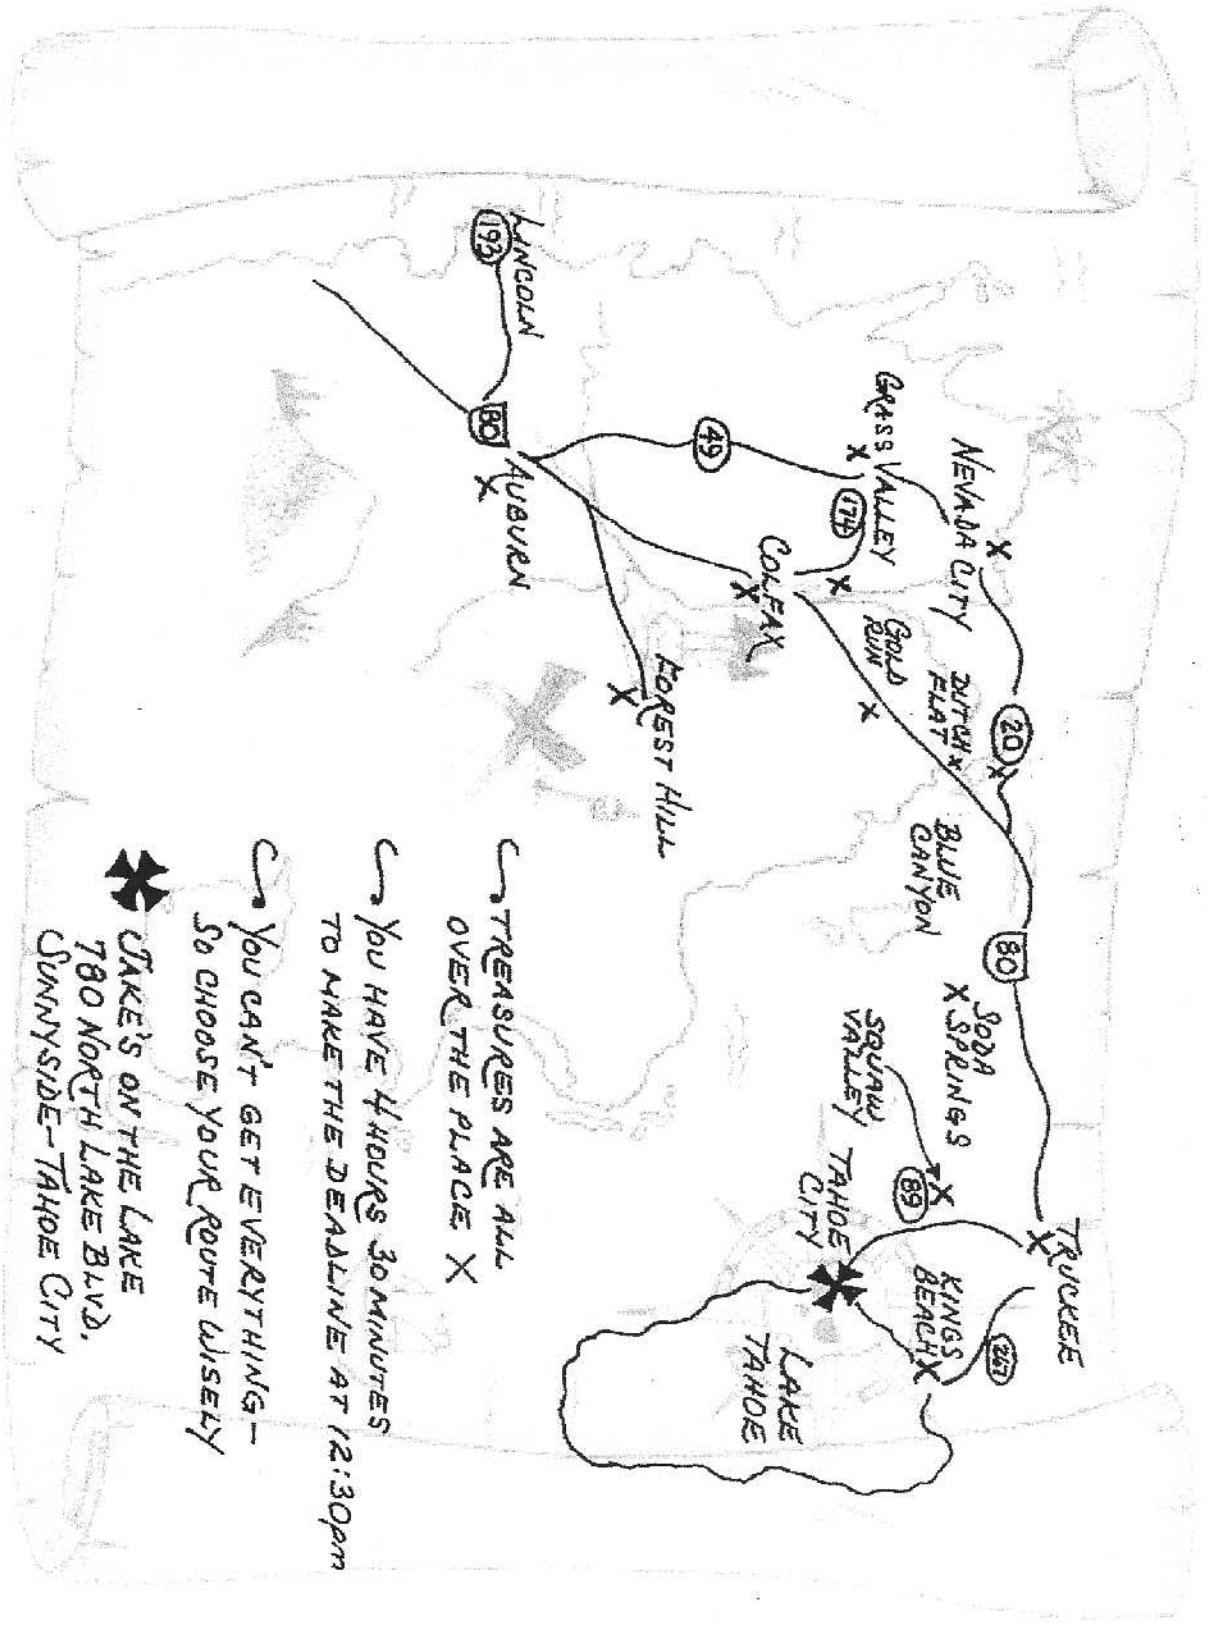 LINCOLN
193
80
AUBURN
49
GRASS VALLEY
174
NEVADA CITY
COLFAX
FOREST HILL
GOLD
RUN
DUTCH
FLAT
20
BLUE
CANYON
80
SODA
SPRINGS
SQUAW
VALLEY
89
TRUCKEE
267
KINGS
BEACH
TAHOE
CITY
LAKE
TAHOE
TREASURES ARE ALL
OVER THE PLACE X
YOU HAVE 4 HOURS 30 MINUTES
TO MAKE THE DEADLINE AT 12:30pm
YOU CAN'T GET EVERYTHING-
SO CHOOSE YOUR ROUTE WISELY
JAKE'S ON THE LAKE
780 NORTH LAKE BLVD.
SUNNYSIDE-TAHOE CITY